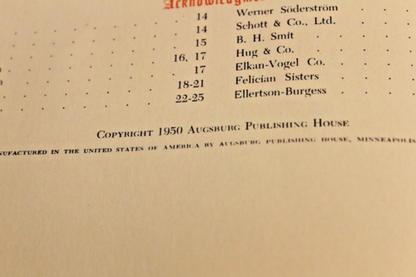 Acknowledgme
14 Werner Söderström
14 Schott & Co., Ltd.
15 B. H. Smit
16, 17 Hug & Co.
17 Elkan-Vogel Co.
18-21 Felician Sisters
22-25 Ellertson-Burgess
COPYRIGHT 1950 AUGSBURG PUBLISHING HOUSE
NUFACTURED IN THE UNITED STATES OF AMERICA BY AUGSBURG PUBLISHING HOUSE, MINNEAPOLIS